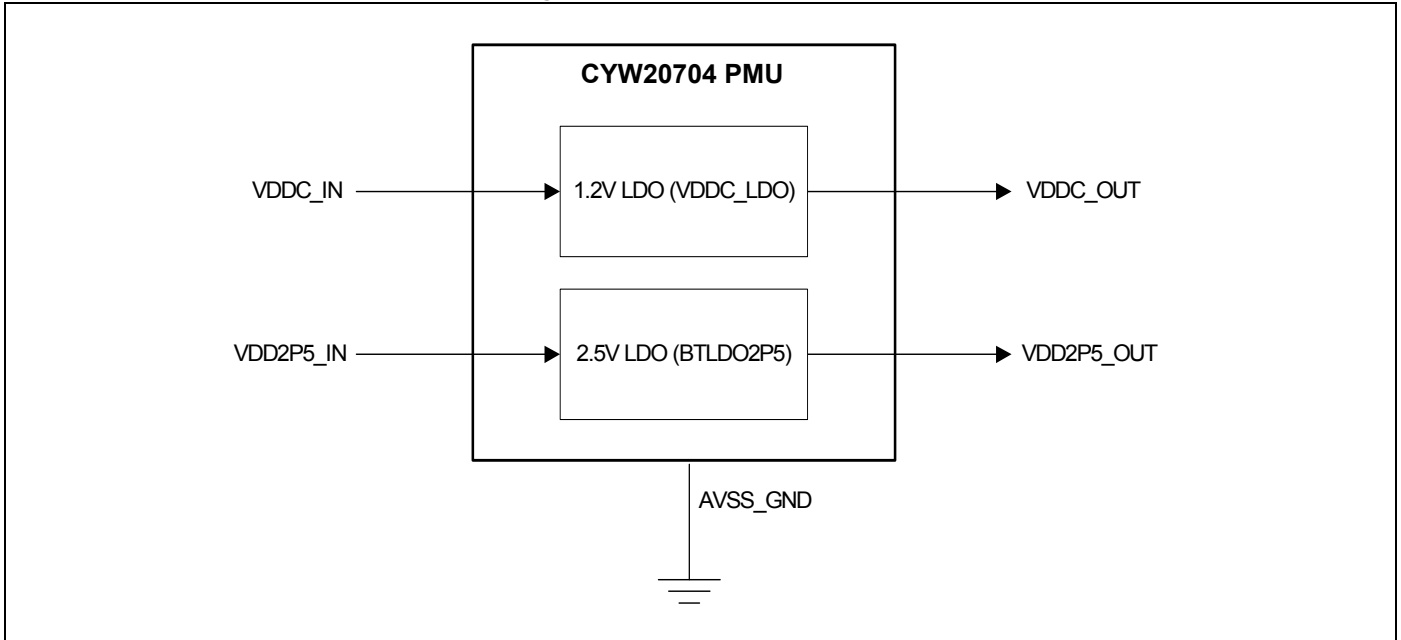 CYW20704 PMU
VDDC_IN
1.2V LDO (VDDC_LDO)
VDDC_OUT
VDD2P5_IN
2.5V LDO (BTLDO2P5)
VDD2P5_OUT
AVSS_GND